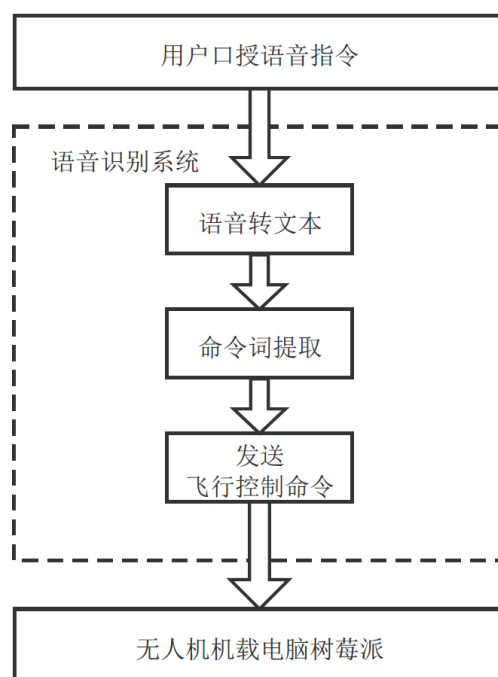 用户口授语音指令
语音识别系统
语音转文本
命令词提取
发送
飞行控制命令
无人机机载电脑树莓派